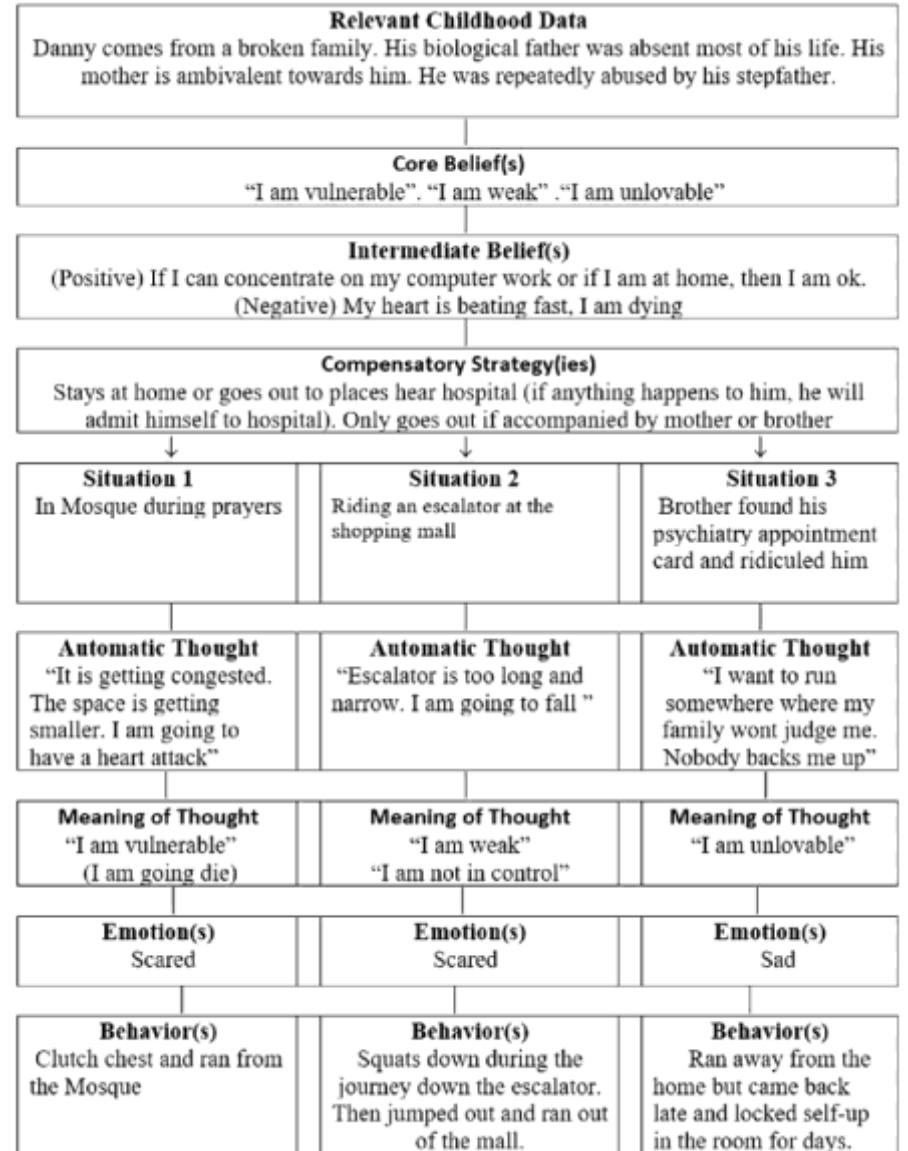 Relevant Childhood Data
Danny comes from a broken family. His biological father was absent most of his life. His
mother is ambivalent towards him. He was repeatedly abused by his stepfather.
Core Belief(s)
“I am vulnerable”. “I am weak” .“I am unlovable”
Intermediate Belief(s)
(Positive) If I can concentrate on my computer work or if I am at home, then I am ok.
(Negative) My heart is beating fast, I am dying
Compensatory Strategy(ies)
Stays at home or goes out to places hear hospital (if anything happens to him, he will
admit himself to hospital). Only goes out if accompanied by mother or brother
Situation 1
In Mosque during prayers
Situation 2
Riding an escalator at the
shopping mall
Situation 3
Brother found his
psychiatry appointment
card and ridiculed him
Automatic Thought
“It is getting congested.
The space is getting
smaller. I am going to
have a heart attack”
Automatic Thought
“Escalator is too long and
narrow. I am going to fall ”
Automatic Thought
“I want to run
somewhere where my
family wont judge me.
Nobody backs me up”
Meaning of Thought
“I am vulnerable”
(I am going die)
Meaning of Thought
“I am weak”
“I am not in control”
Meaning of Thought
“I am unlovable”
Emotion(s)
Scared
Emotion(s)
Scared
Emotion(s)
Sad
Behavior(s)
Clutch chest and ran from
the Mosque
Behavior(s)
Squats down during the
journey down the escalator.
Then jumped out and ran out
of the mall.
Behavior(s)
Ran away from the
home but came back
late and locked self-up
in the room for days.